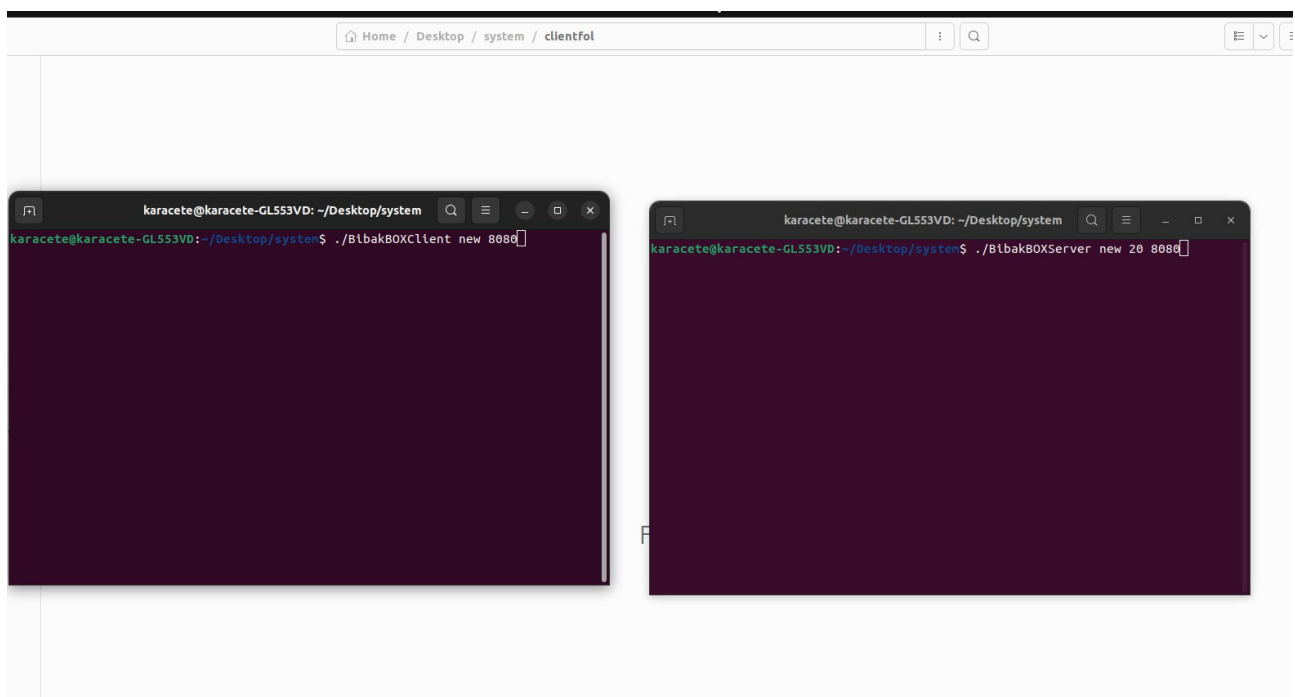 Home / Desktop / system / clientfol
karacete@karacete-GL553VD: ~/Desktop/system
karacete@karacete-GL553VD:~/Desktop/system$ ./BibakBOXClient new 8080
karacete@karacete-GL553VD: ~/Desktop/system
karacete@karacete-GL553VD:~/Desktop/system$ ./BibakBOXServer new 20 8080
F